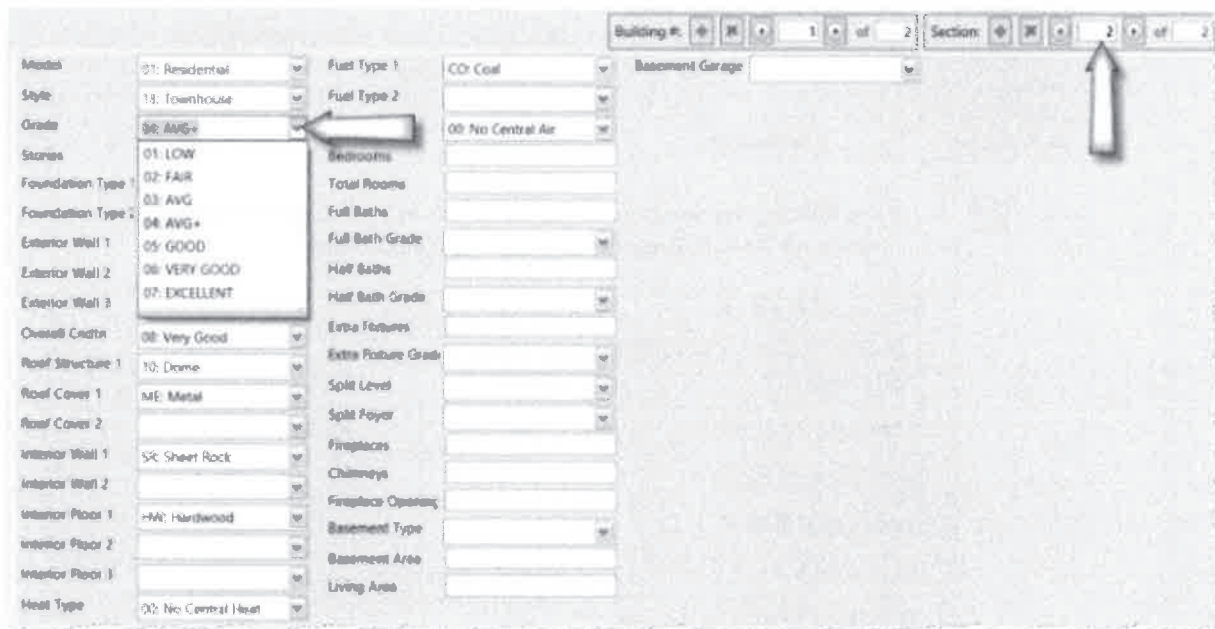 Building #: 1 of 2 Section: 2 of 2
Model 01: Residential Fuel Type 1 CO: Coal Basement Garage
Style 18: Townhouse Fuel Type 2
Grade 04: AVG+ 00: No Central Air
Stories 01: LOW Bedrooms
Foundation Type 1 02: FAIR Total Rooms
03: AVG
Foundation Type 2 04: AVG+ Full Baths
Exterior Wall 1 05: GOOD Full Bath Grade
Exterior Wall 2 06: VERY GOOD Half Baths
Exterior Wall 3 07: EXCELLENT Half Bath Grade
Overall Cndtn 08: Very Good Extra Fixtures
Roof Structure 1 10: Dome Extra Fixture Grade
Roof Cover 1 ME: Metal Split Level
Roof Cover 2 Split Foyer
Interior Wall 1 SR: Sheet Rock Fireplaces
Interior Wall 2 Chimneys
Interior Floor 1 HW: Hardwood Fireplace Opening
Interior Floor 2 Basement Type
Interior Floor 3 Basement Area
Heat Type 00: No Central Heat Living Area